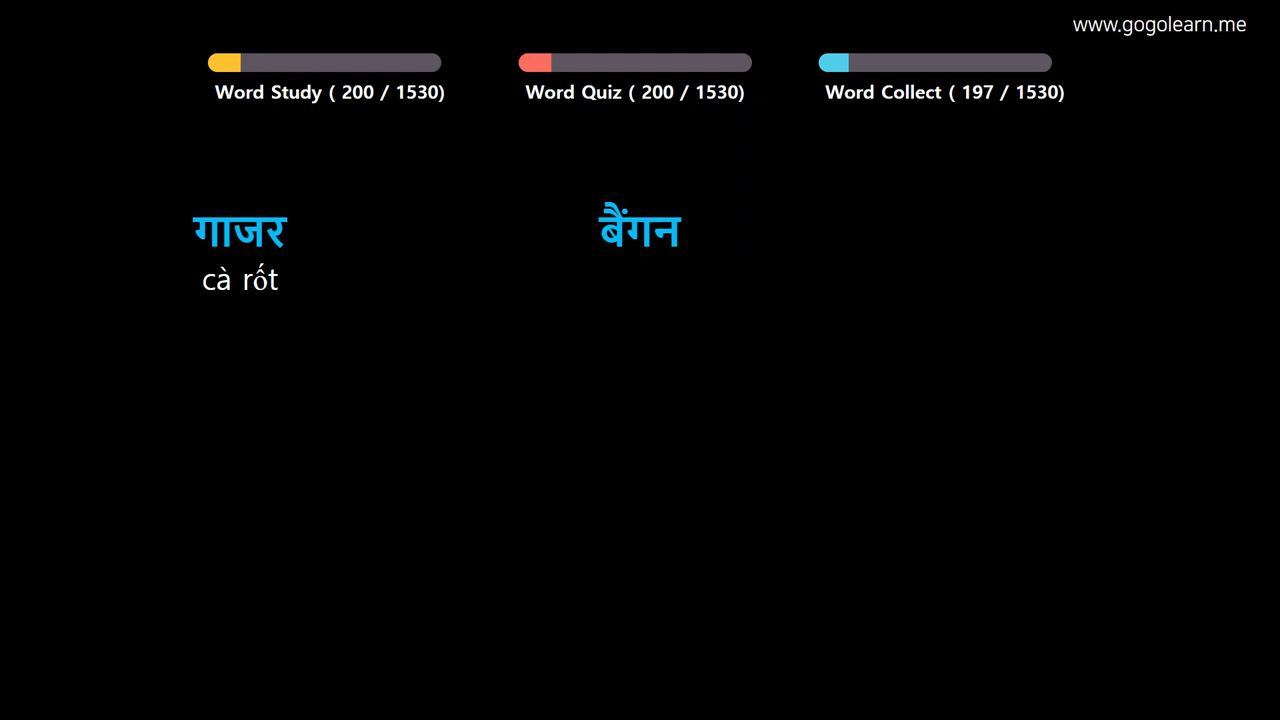 www.gogolearn.me
Word Study ( 200 / 1530)
Word Quiz ( 200 / 1530)
Word Collect ( 197 / 1530)
गाजर
cà rốt
बैंगन